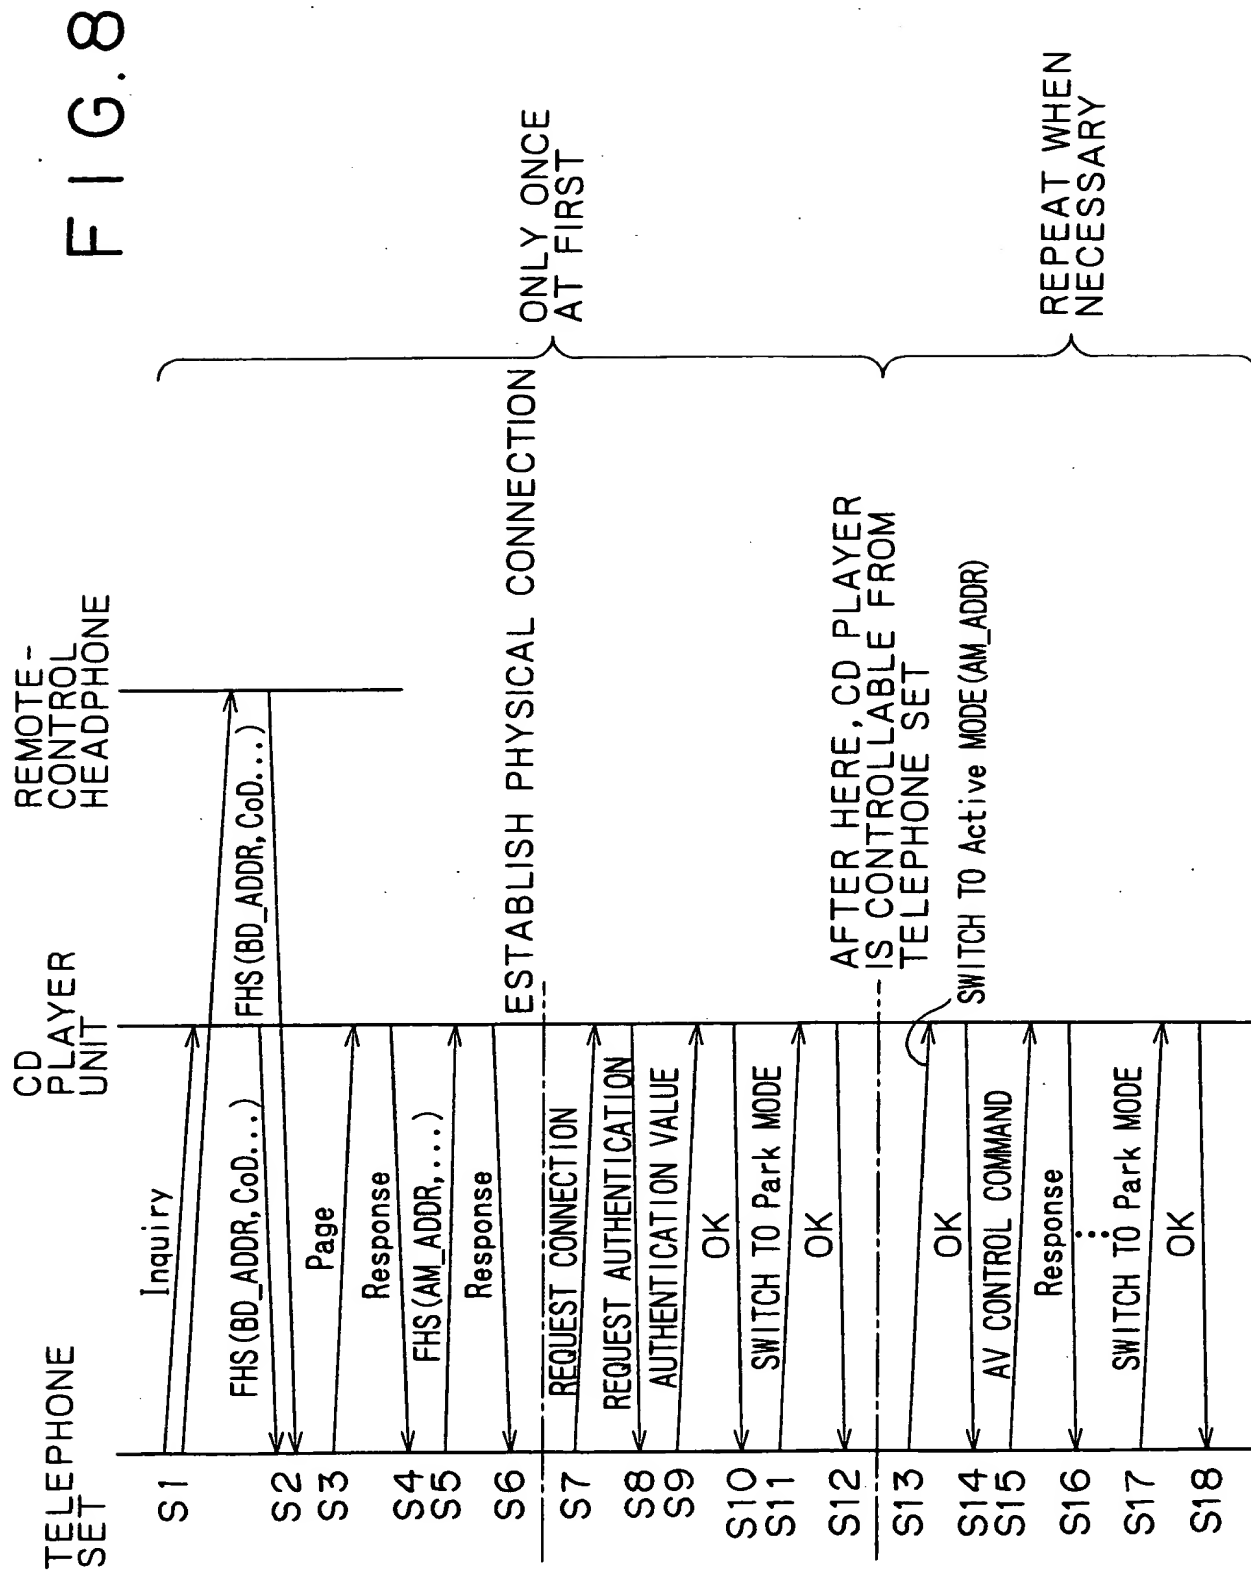 FIG.8
TELEPHONE
SET
CD
PLAYER
UNIT
REMOTE-
CONTROL
HEADPHONE
S1
Inquiry
FHS(BD_ADDR,CoD...)
FHS(BD_ADDR,CoD...)
S2
S3
Page
S4
Response
S5
FHS(AM_ADDR,....)
S6
Response
ESTABLISH PHYSICAL CONNECTION
ONLY ONCE
AT FIRST
S7
REQUEST CONNECTION
S8
REQUEST AUTHENTICATION
S9
AUTHENTICATION VALUE
S10
OK
S11
SWITCH TO Park MODE
S12
OK
AFTER HERE, CD PLAYER
IS CONTROLLABLE FROM
TELEPHONE SET
S13
SWITCH TO Active MODE(AM_ADDR)
S14
OK
S15
AV CONTROL COMMAND
S16
Response
S17
SWITCH TO Park MODE
S18
OK
REPEAT WHEN
NECESSARY